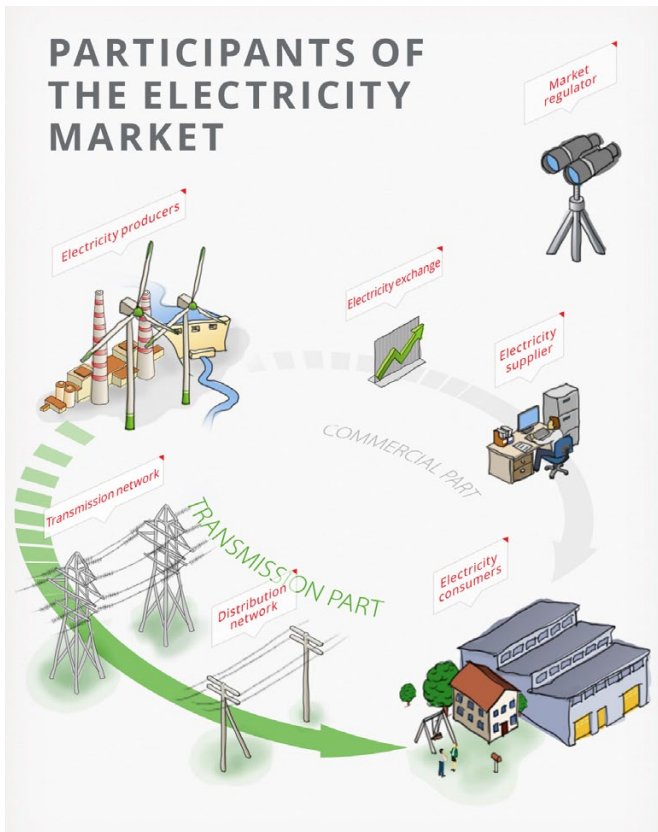 PARTICIPANTS OF
THE ELECTRICITY
MARKET
Market
regulator
Electricity producers
Electricity exchange
Electricity
supplier
COMMERCIAL PART
Transmission network
TRANSMISSION PART
Distribution
network
Electricity
consumers